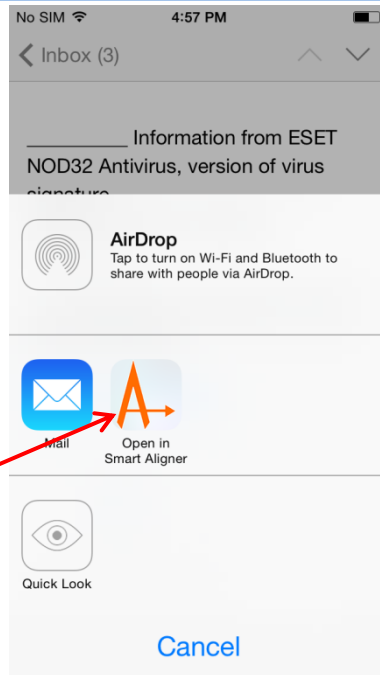 No SIM 4:57 PM
Inbox (3)
__________ Information from ESET
NOD32 Antivirus, version of virus
signature
AirDrop
Tap to turn on Wi-Fi and Bluetooth to
share with people via AirDrop.
Mail
Open in
Smart Aligner
Quick Look
Cancel